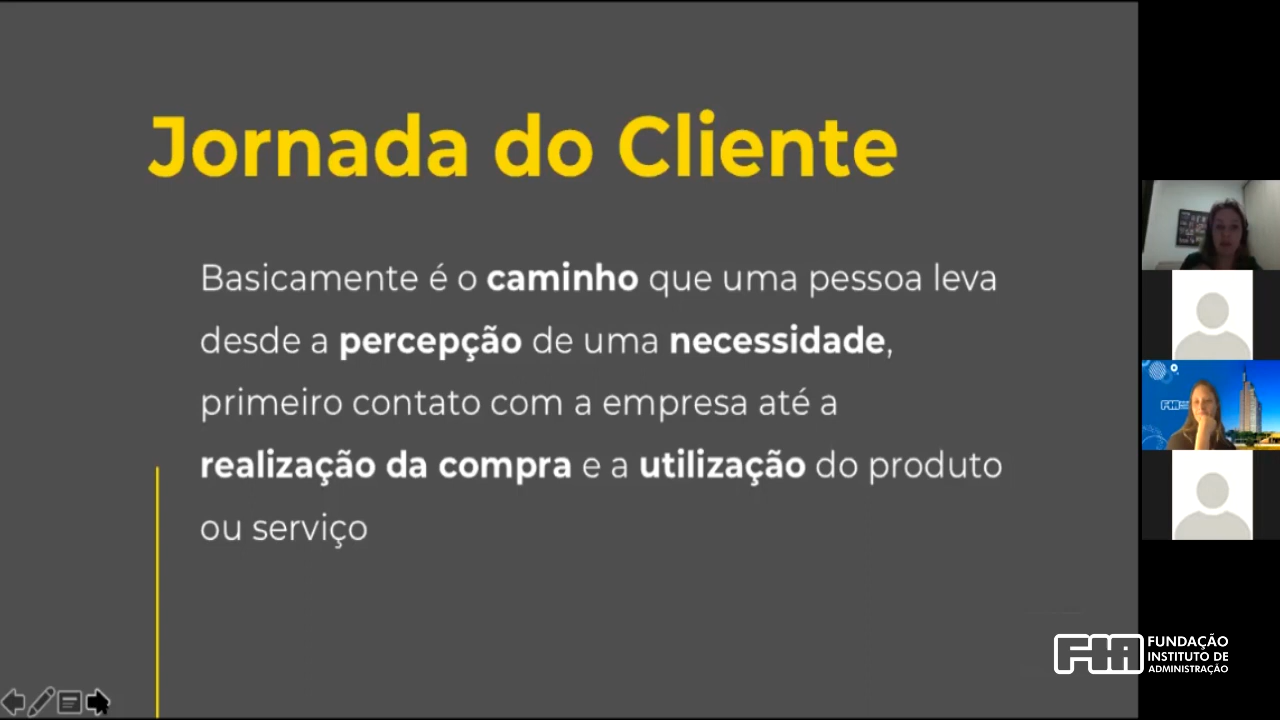 Jornada do Cliente
Basicamente é o caminho que uma pessoa leva
desde a percepção de uma necessidade,
primeiro contato com a empresa até a
realização da compra e a utilização do produto
ou serviço
FIA
FUNDAÇÃO
INSTITUTO DE
ADMINISTRAÇÃO